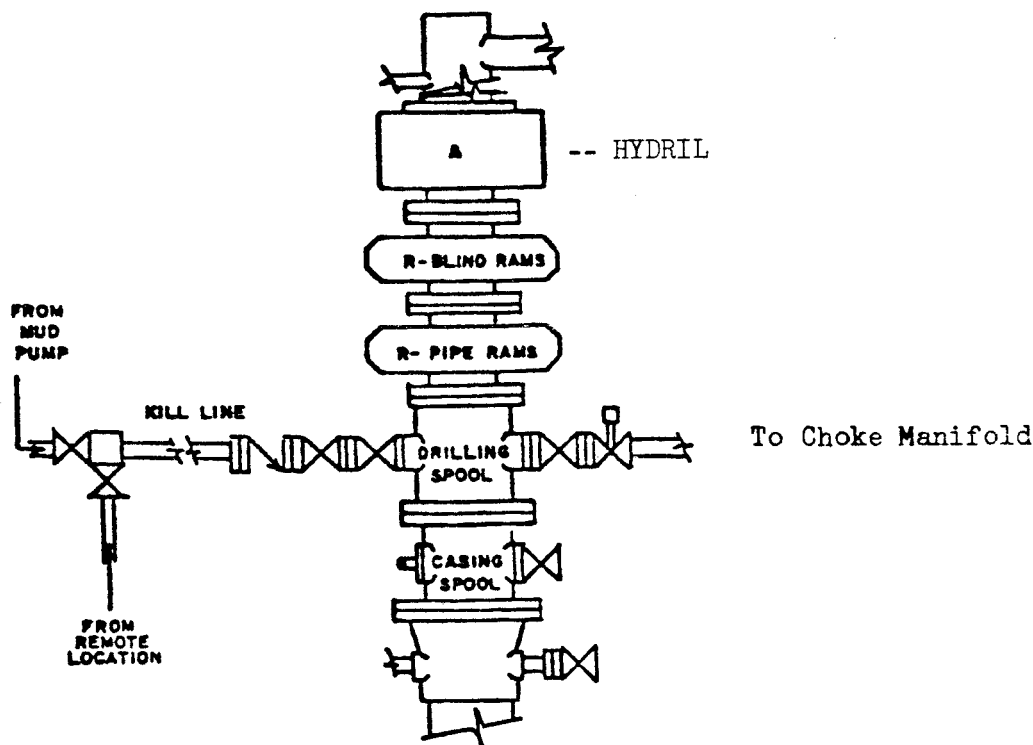 A
-- HYDRIL
R-BLIND RAMS
FROM
MUD
PUMP
R- PIPE RAMS
KILL LINE
To Choke Manifold
DRILLING
SPOOL
CASING
SPOOL
FROM
REMOTE
LOCATION